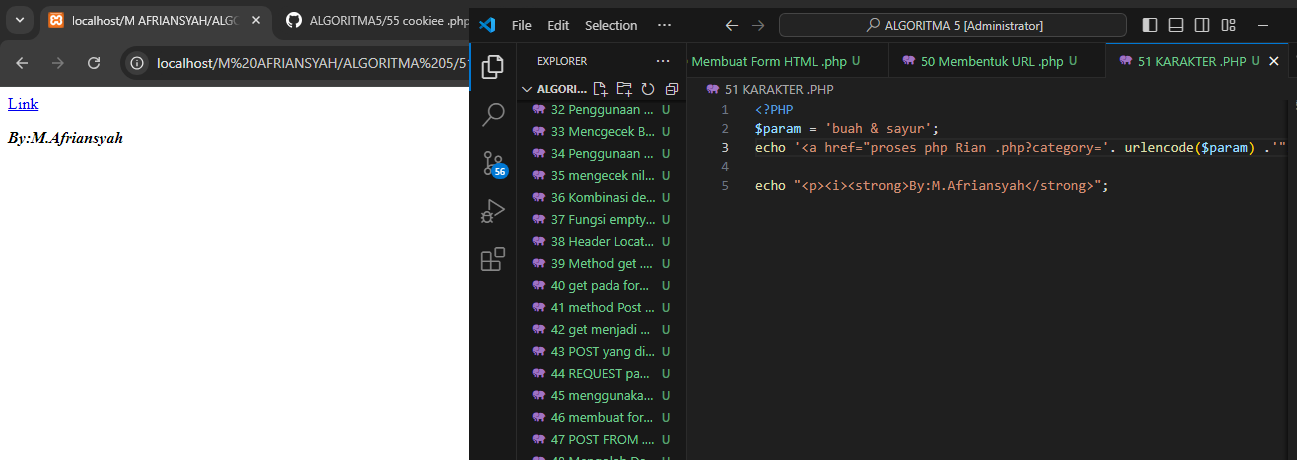 localhost/M AFRIANSYAH/ALGO
ALGORITMA5/55 cookiee .php
localhost/M%20AFRIANSYAH/ALGORITMA%205/51
Link
By:M.Afriansyah
File Edit Selection ...
ALGORITMA 5 [Administrator]
EXPLORER ...
ALGORI...
32 Penggunaan ... U
33 Mencgecek B... U
34 Penggunaan ... U
35 mengecek nil... U
36 Kombinasi de... U
37 Fungsi empty... U
38 Header Locat... U
39 Method get .... U
40 get pada for... U
41 method Post ... U
42 get menjadi ... U
43 POST yang di... U
44 REQUEST pa... U
45 menggunaka... U
46 membuat for... U
47 POST FROM .... U
56
Membuat Form HTML .php U
50 Membentuk URL .php U
51 KARAKTER .PHP U
51 KARAKTER .PHP
1 <?PHP
2 $param = 'buah & sayur';
3 echo '<a href="proses php Rian .php?category='. urlencode($param) .'"
4
5 echo "<p><i><strong>By:M.Afriansyah</strong>";